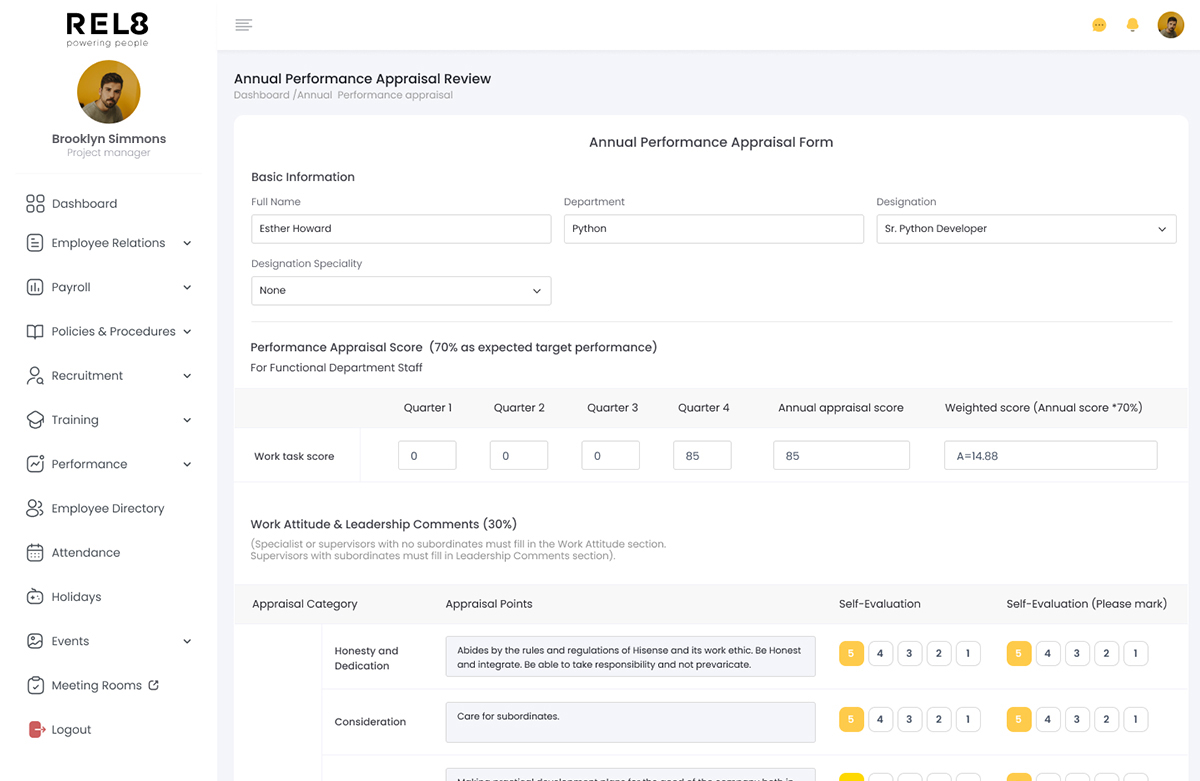 REL8
powering people
Brooklyn Simmons
Project manager
Dashboard
Employee Relations
Payroll
Policies & Procedures
Recruitment
Training
Performance
Employee Directory
Attendance
Holidays
Events
Meeting Rooms
Logout
Annual Performance Appraisal Review
Dashboard /Annual Performance appraisal
Annual Performance Appraisal Form
Basic Information
Full Name Department Designation
Esther Howard Python Sr. Python Developer
Designation Speciality
None
Performance Appraisal Score (70% as expected target performance)
For Functional Department Staff
Quarter 1 Quarter 2 Quarter 3 Quarter 4 Annual appraisal score Weighted score (Annual score *70%)
Work task score 0 0 0 85 85 A=14.88
Work Attitude & Leadership Comments (30%)
(Specialist or supervisors with no subordinates must fill in the Work Attitude section.
Supervisors with subordinates must fill in Leadership Comments section).
Appraisal Category Appraisal Points Self-Evaluation Self-Evaluation (Please mark)
Honesty and
Dedication
Abides by the rules and regulations of Hisense and its work ethic. Be Honest
and integrate. Be able to take responsibility and not prevaricate.
5 4 3 2 1 5 4 3 2 1
Consideration
Care for subordinates.
5 4 3 2 1 5 4 3 2 1